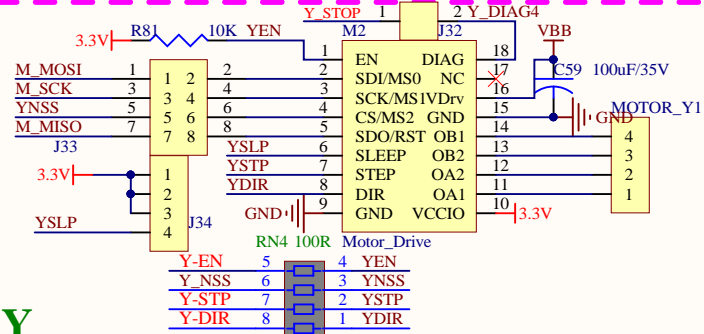 Y_STOP 1 2 Y_DIAG4
R81 10K YEN M2 J32 VBB
3.3V
1 EN DIAG 18
M_MOSI 1 1 2 2 2 SDI/MS0 NC 17 C59 100uF/35V
M_SCK 3 3 4 4 3 SCK/MS1 VDrv 16
YNSS 5 5 6 6 4 CS/MS2 GND 15 GND MOTOR_Y1
M_MISO 7 7 8 8 5 SDO/RST OB1 14 4
J33 YSLP 6 SLEEP OB2 13 3
3.3V 1 YSTP 7 STEP OA2 12 2
2 YDIR 8 DIR OA1 11 1
3 GND 9 GND VCCIO 10 3.3V
YSLP 4 J34
RN4 100R Motor_Drive
Y-EN 5 4 YEN
Y_NSS 6 3 YNSS
Y-STP 7 2 YSTP
Y-DIR 8 1 YDIR
Y